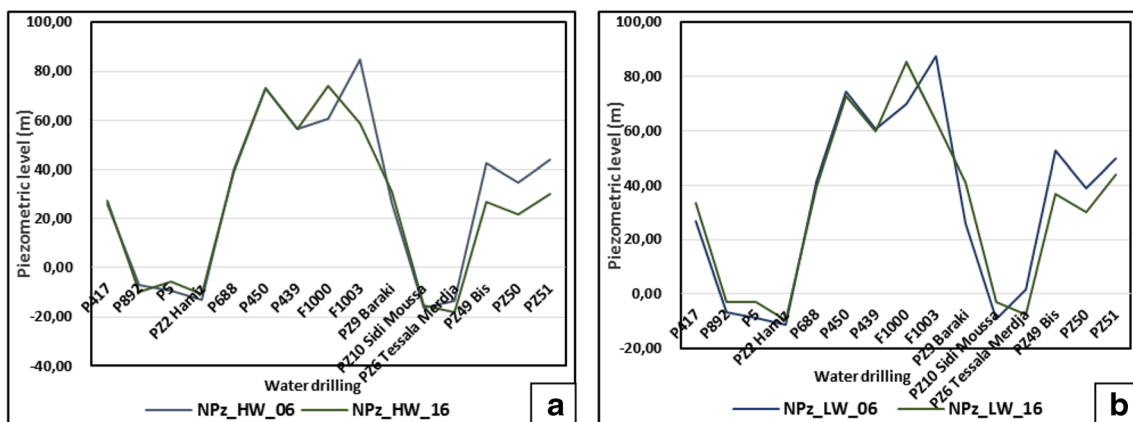 100,00
80,00
60,00
40,00
20,00
0,00
-20,00
-40,00
Piezometric level (m)
P417
P892
P5
PZ2 Hamiz
P688
P450
P439
F1000
F1003
PZ9 Baraki
PZ10 Sidi Moussa
PZ6 Tessala Merdja
PZ49 Bis
PZ50
PZ51
Water drilling
NPz_HW_06
NPz_HW_16
a
100,00
80,00
60,00
40,00
20,00
0,00
-20,00
Piezometric level (m)
P417
P892
P5
PZ2 Hamiz
P688
P450
P439
F1000
F1003
PZ9 Baraki
PZ10 Sidi Moussa
PZ6 Tessala Merdja
PZ49 Bis
PZ50
PZ51
Water drilling
NPz_LW_06
NPz_LW_16
b